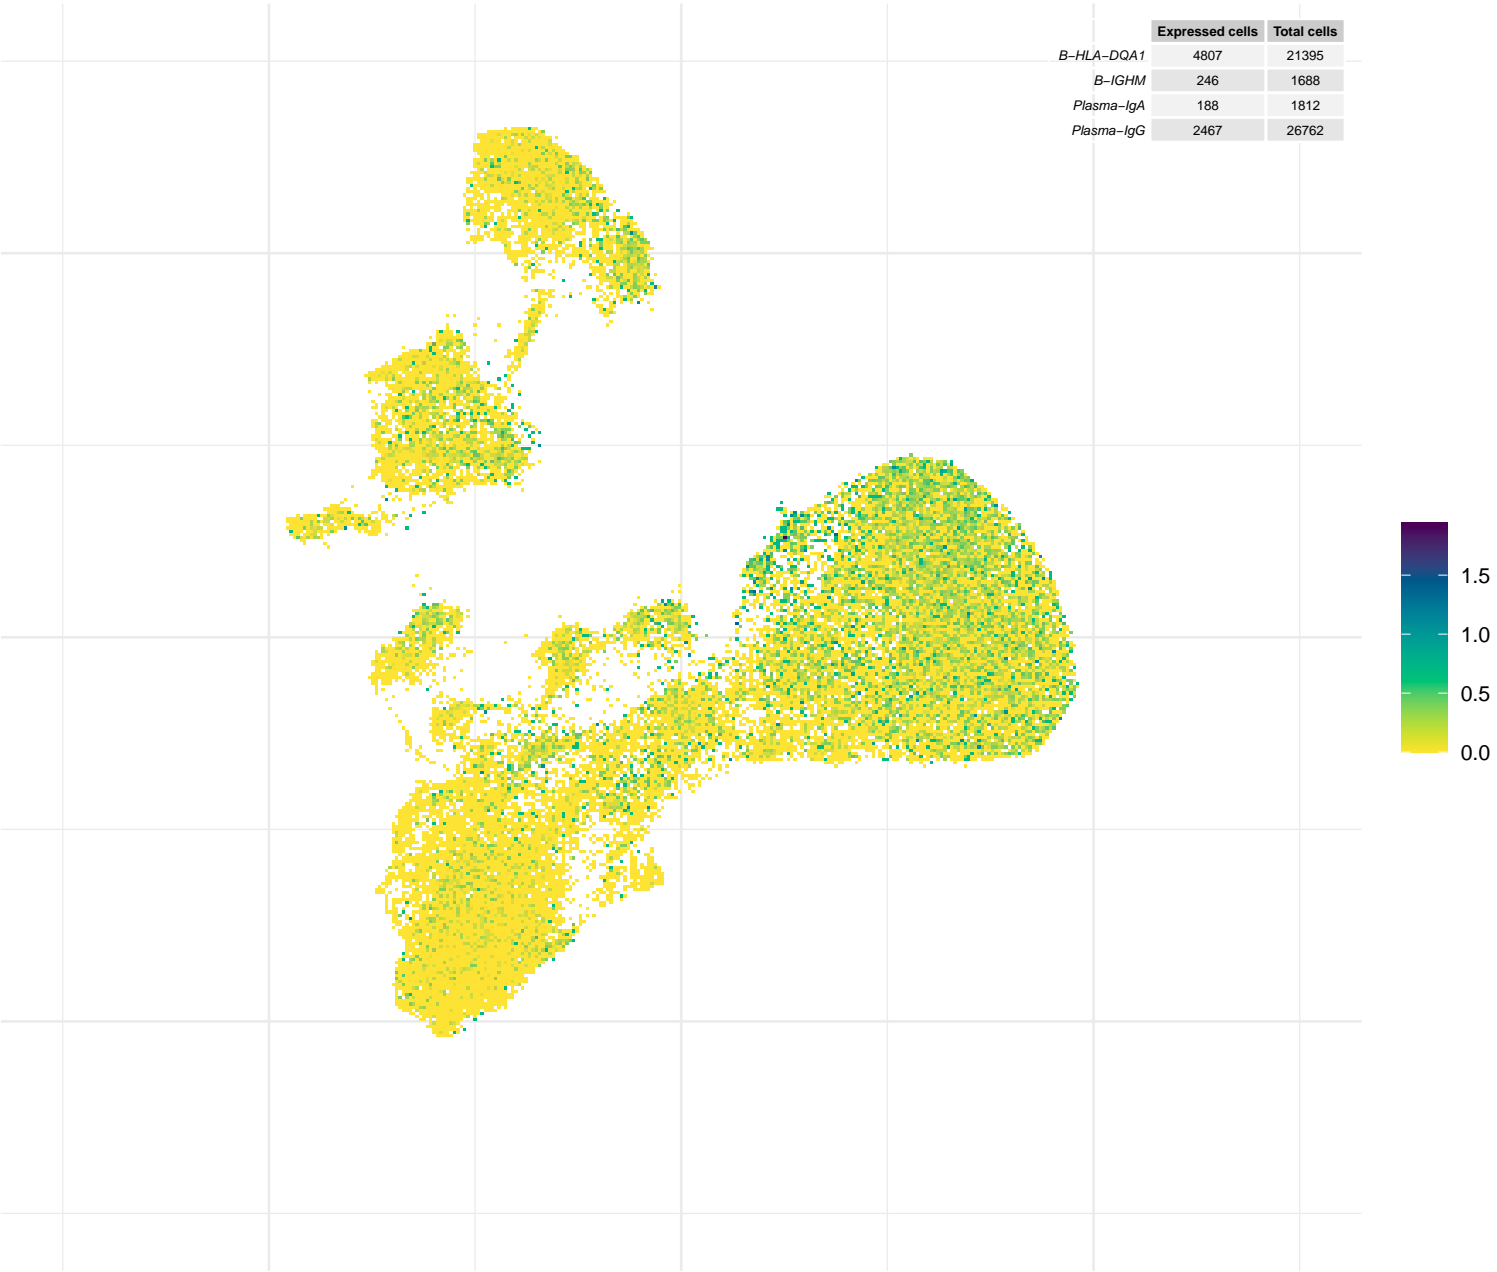 Expressed cells Total cells
B−HLA−DQA1 4807 21395
B−IGHM 246 1688
Plasma−IgA 188 1812
Plasma−IgG 2467 26762
1.5
1.0
0.5
0.0